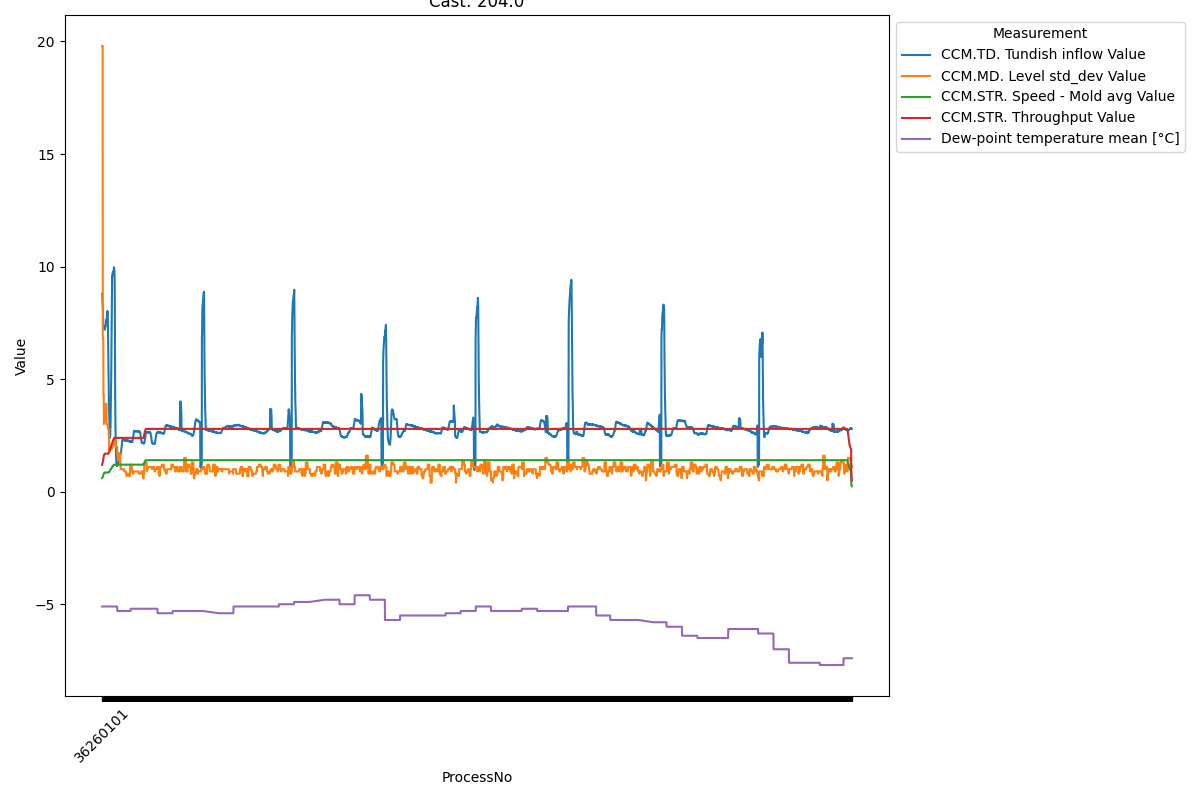 Cast: 204.0
20
15
10
5
0
−5
Value
36260101
ProcessNo
Measurement
CCM.TD. Tundish inflow Value
CCM.MD. Level std_dev Value
CCM.STR. Speed - Mold avg Value
CCM.STR. Throughput Value
Dew-point temperature mean [°C]